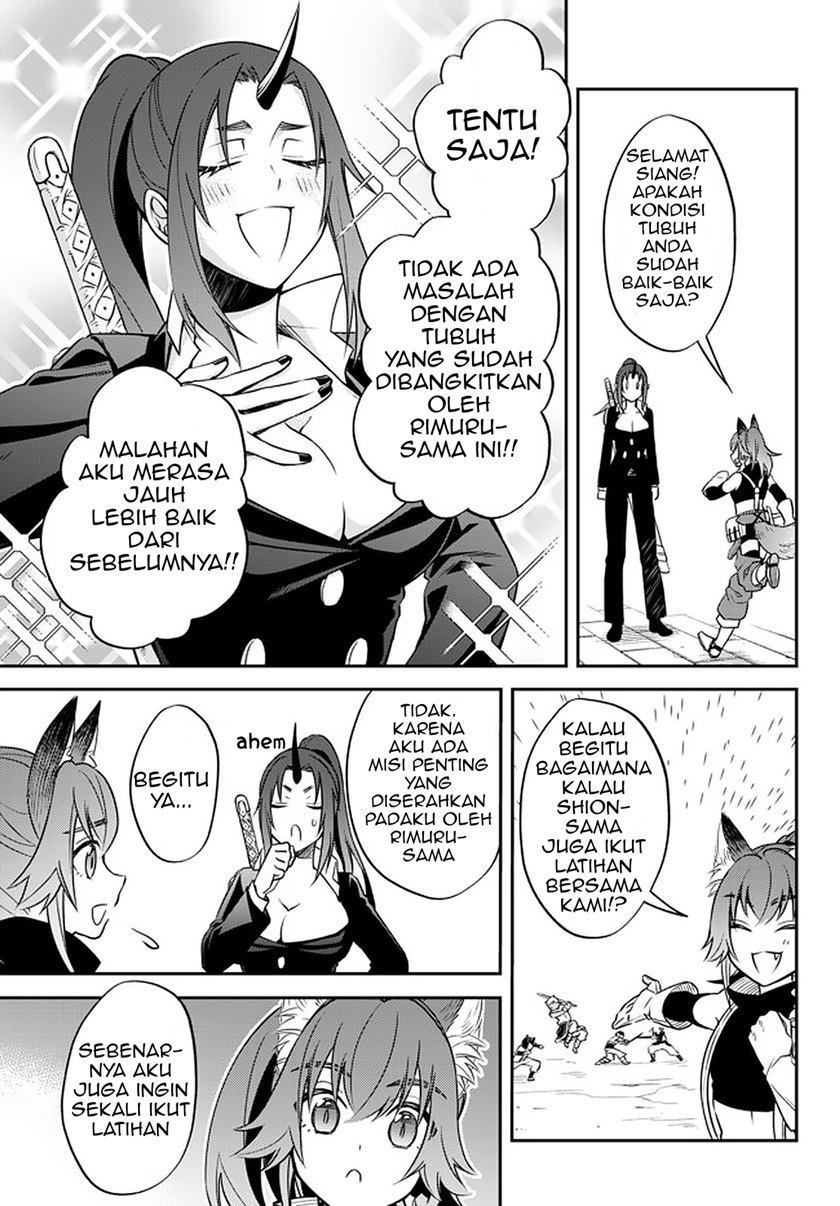 SELAMAT
SIANG!
APAKAH
KONDISI
TUBUH
ANDA
SUDAH
BAIK-BAIK
SAJA?
TENTU
SAJA!
TIDAK ADA
MASALAH
DENGAN
TUBUH
YANG SUDAH
DIBANGKITKAN
OLEH
RIMURU-
SAMA INI!!
MALAHAN
AKU MERASA
JAUH
LEBIH BAIK
DARI
SEBELUMNYA!!
KALAU
BEGITU
BAGAIMANA
KALAU
SHION-
SAMA
JUGA IKUT
LATIHAN
BERSAMA
KAMI!?
TIDAK,
KARENA
AKU ADA
MISI PENTING
YANG
DISERAHKAN
PADAKU OLEH
RIMURU-
SAMA
ahem
BEGITU
YA...
SEBENAR-
NYA AKU
JUGA INGIN
SEKALI IKUT
LATIHAN